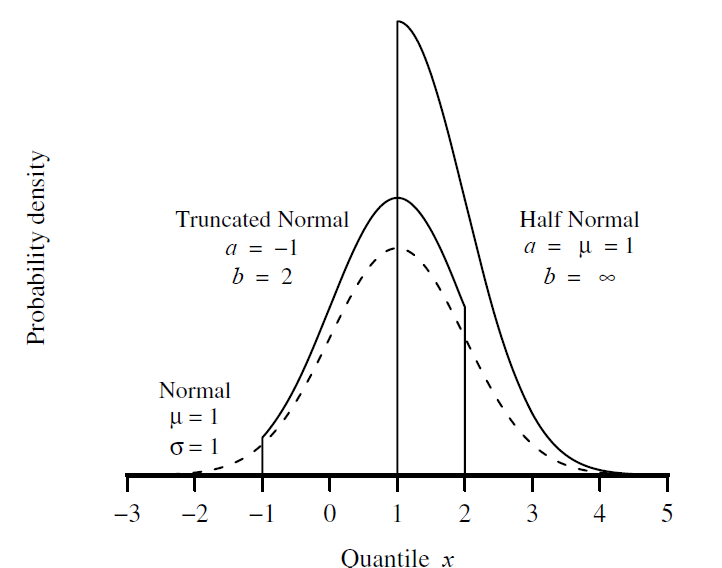 Probability density
Truncated Normal
a = −1
b = 2
Half Normal
a = μ = 1
b = ∞
Normal
μ = 1
σ = 1
−3 −2 −1 0 1 2 3 4 5
Quantile x